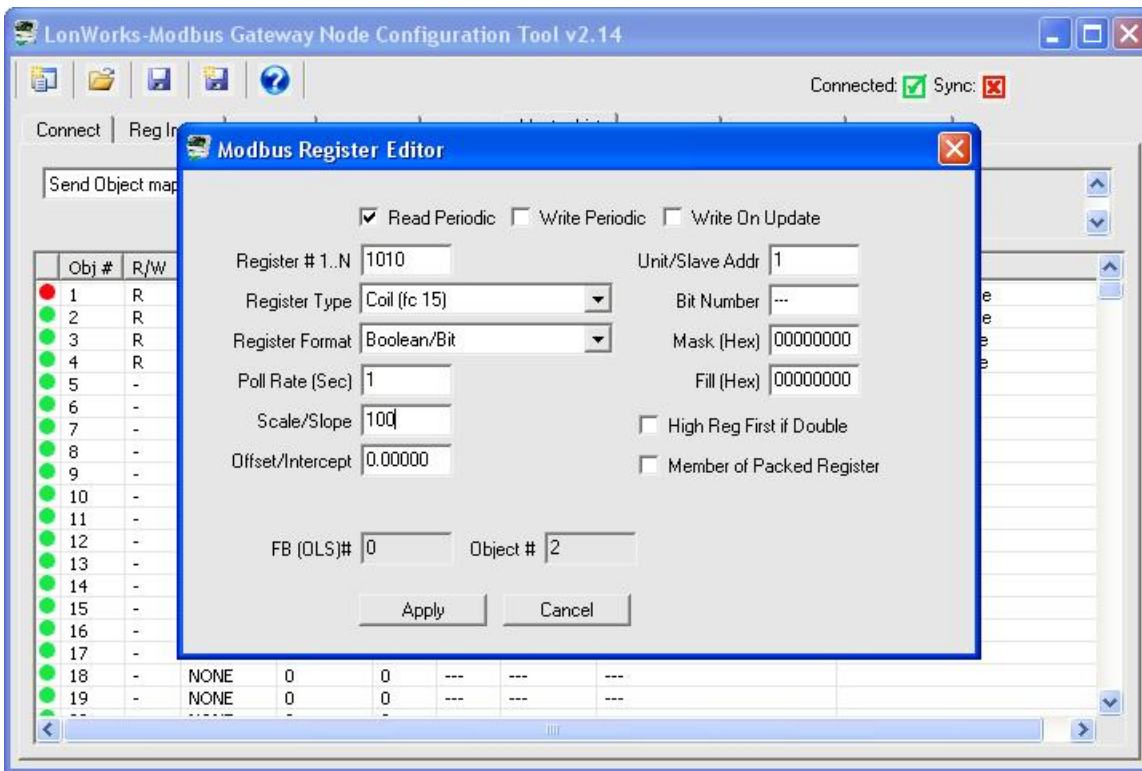 LonWorks-Modbus Gateway Node Configuration Tool v2.14
Connected: Sync:
Connect Reg
Send Object map
Modbus Register Editor
Read Periodic Write Periodic Write On Update
Register # 1..N 1010 Unit/Slave Addr 1
Register Type Coil (fc 15) Bit Number ---
Register Format Boolean/Bit Mask (Hex) 00000000
Poll Rate (Sec) 1 Fill (Hex) 00000000
Scale/Slope 100 High Reg First if Double
Offset/Intercept 0.00000 Member of Packed Register
FB (OLS)# 0 Object # 2
Apply Cancel
Obj # R/W
1 R e
2 R e
3 R e
4 R e
5 -
6 -
7 -
8 -
9 -
10 -
11 -
12 -
13 -
14 -
15 -
16 -
17 -
18 - NONE 0 0 --- --- ---
19 - NONE 0 0 --- --- ---